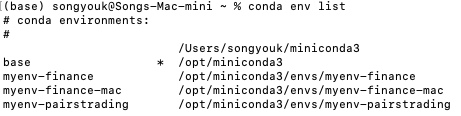 (base) songyouk@Songs-Mac-mini ~ % conda env list
# conda environments:
#
/Users/songyouk/miniconda3
base * /opt/miniconda3
myenv-finance /opt/miniconda3/envs/myenv-finance
myenv-finance-mac /opt/miniconda3/envs/myenv-finance-mac
myenv-pairstrading /opt/miniconda3/envs/myenv-pairstrading